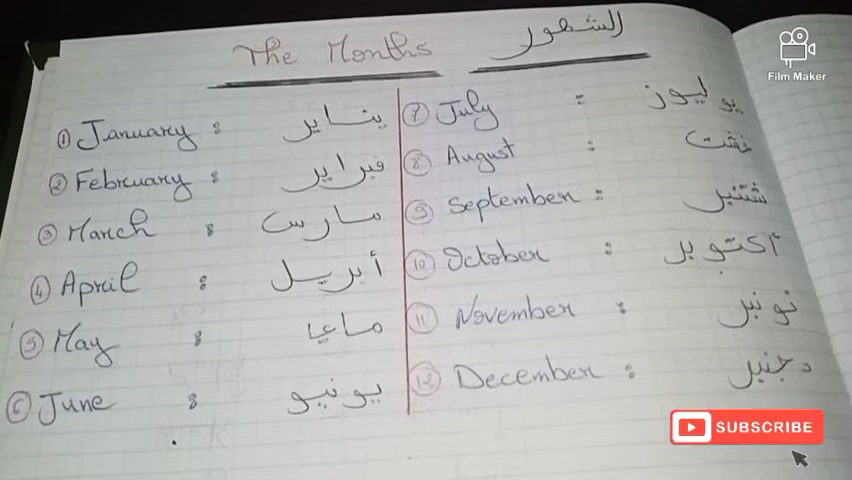 The Months الشهور
① January : يناير
② February : فبراير
③ March : مارس
④ April : أبريل
⑤ May : ماي
⑥ June : يونيو
⑦ July : يوليوز
⑧ August : غشت
⑨ September : شتنبر
⑩ October : أكتوبر
⑪ November : نونبر
⑫ December : دجنبر
Film Maker
SUBSCRIBE